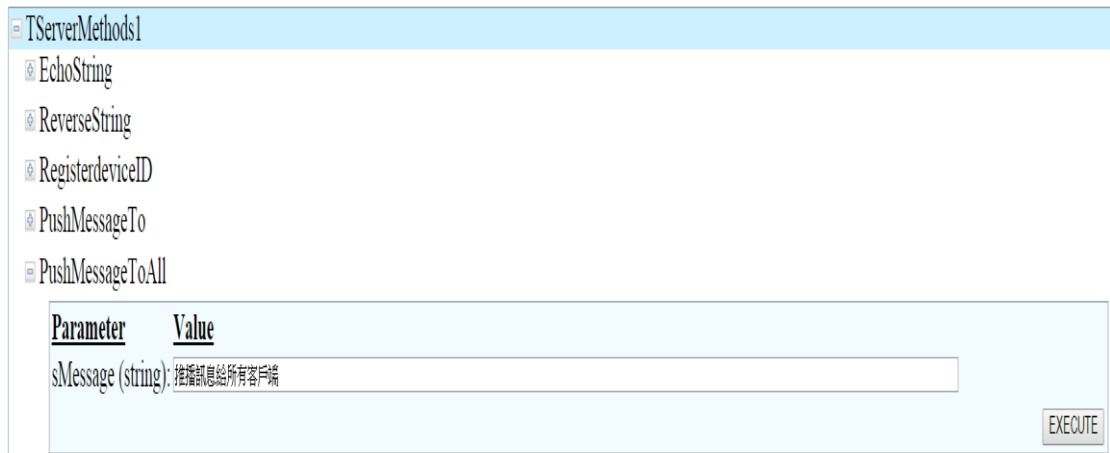 TServerMethods1
EchoString
ReverseString
RegisterdeviceID
PushMessageTo
PushMessageToAll
Parameter Value
sMessage (string): 推播訊息給所有客戶端
EXECUTE